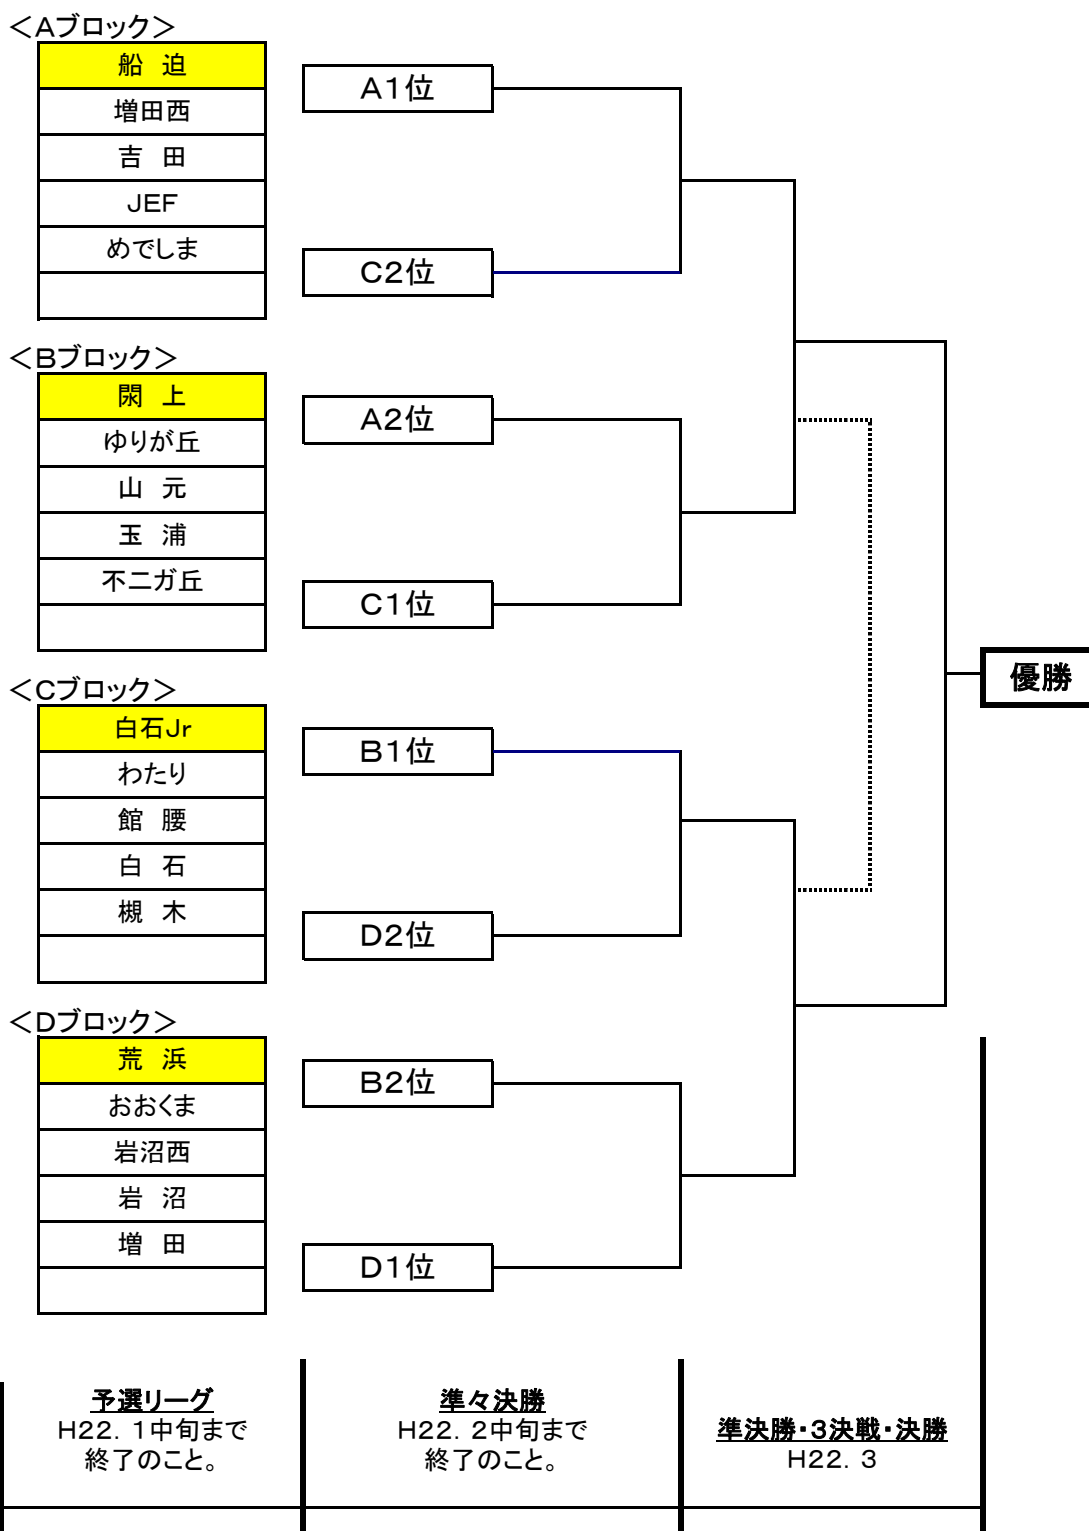 ＜Aブロック＞
船　迫
増田西
吉　田
JEF
めでしま
＜Bブロック＞
閖　上
ゆりが丘
山　元
玉　浦
不二ガ丘
＜Cブロック＞
白石Jr
わたり
館　腰
白　石
槻　木
＜Dブロック＞
荒　浜
おおくま
岩沼西
岩　沼
増　田
A1位
C2位
A2位
C1位
B1位
D2位
B2位
D1位
優勝
予選リーグ
H22．1中旬まで
終了のこと。
準々決勝
H22．2中旬まで
終了のこと。
準決勝・3決戦・決勝
H22．3